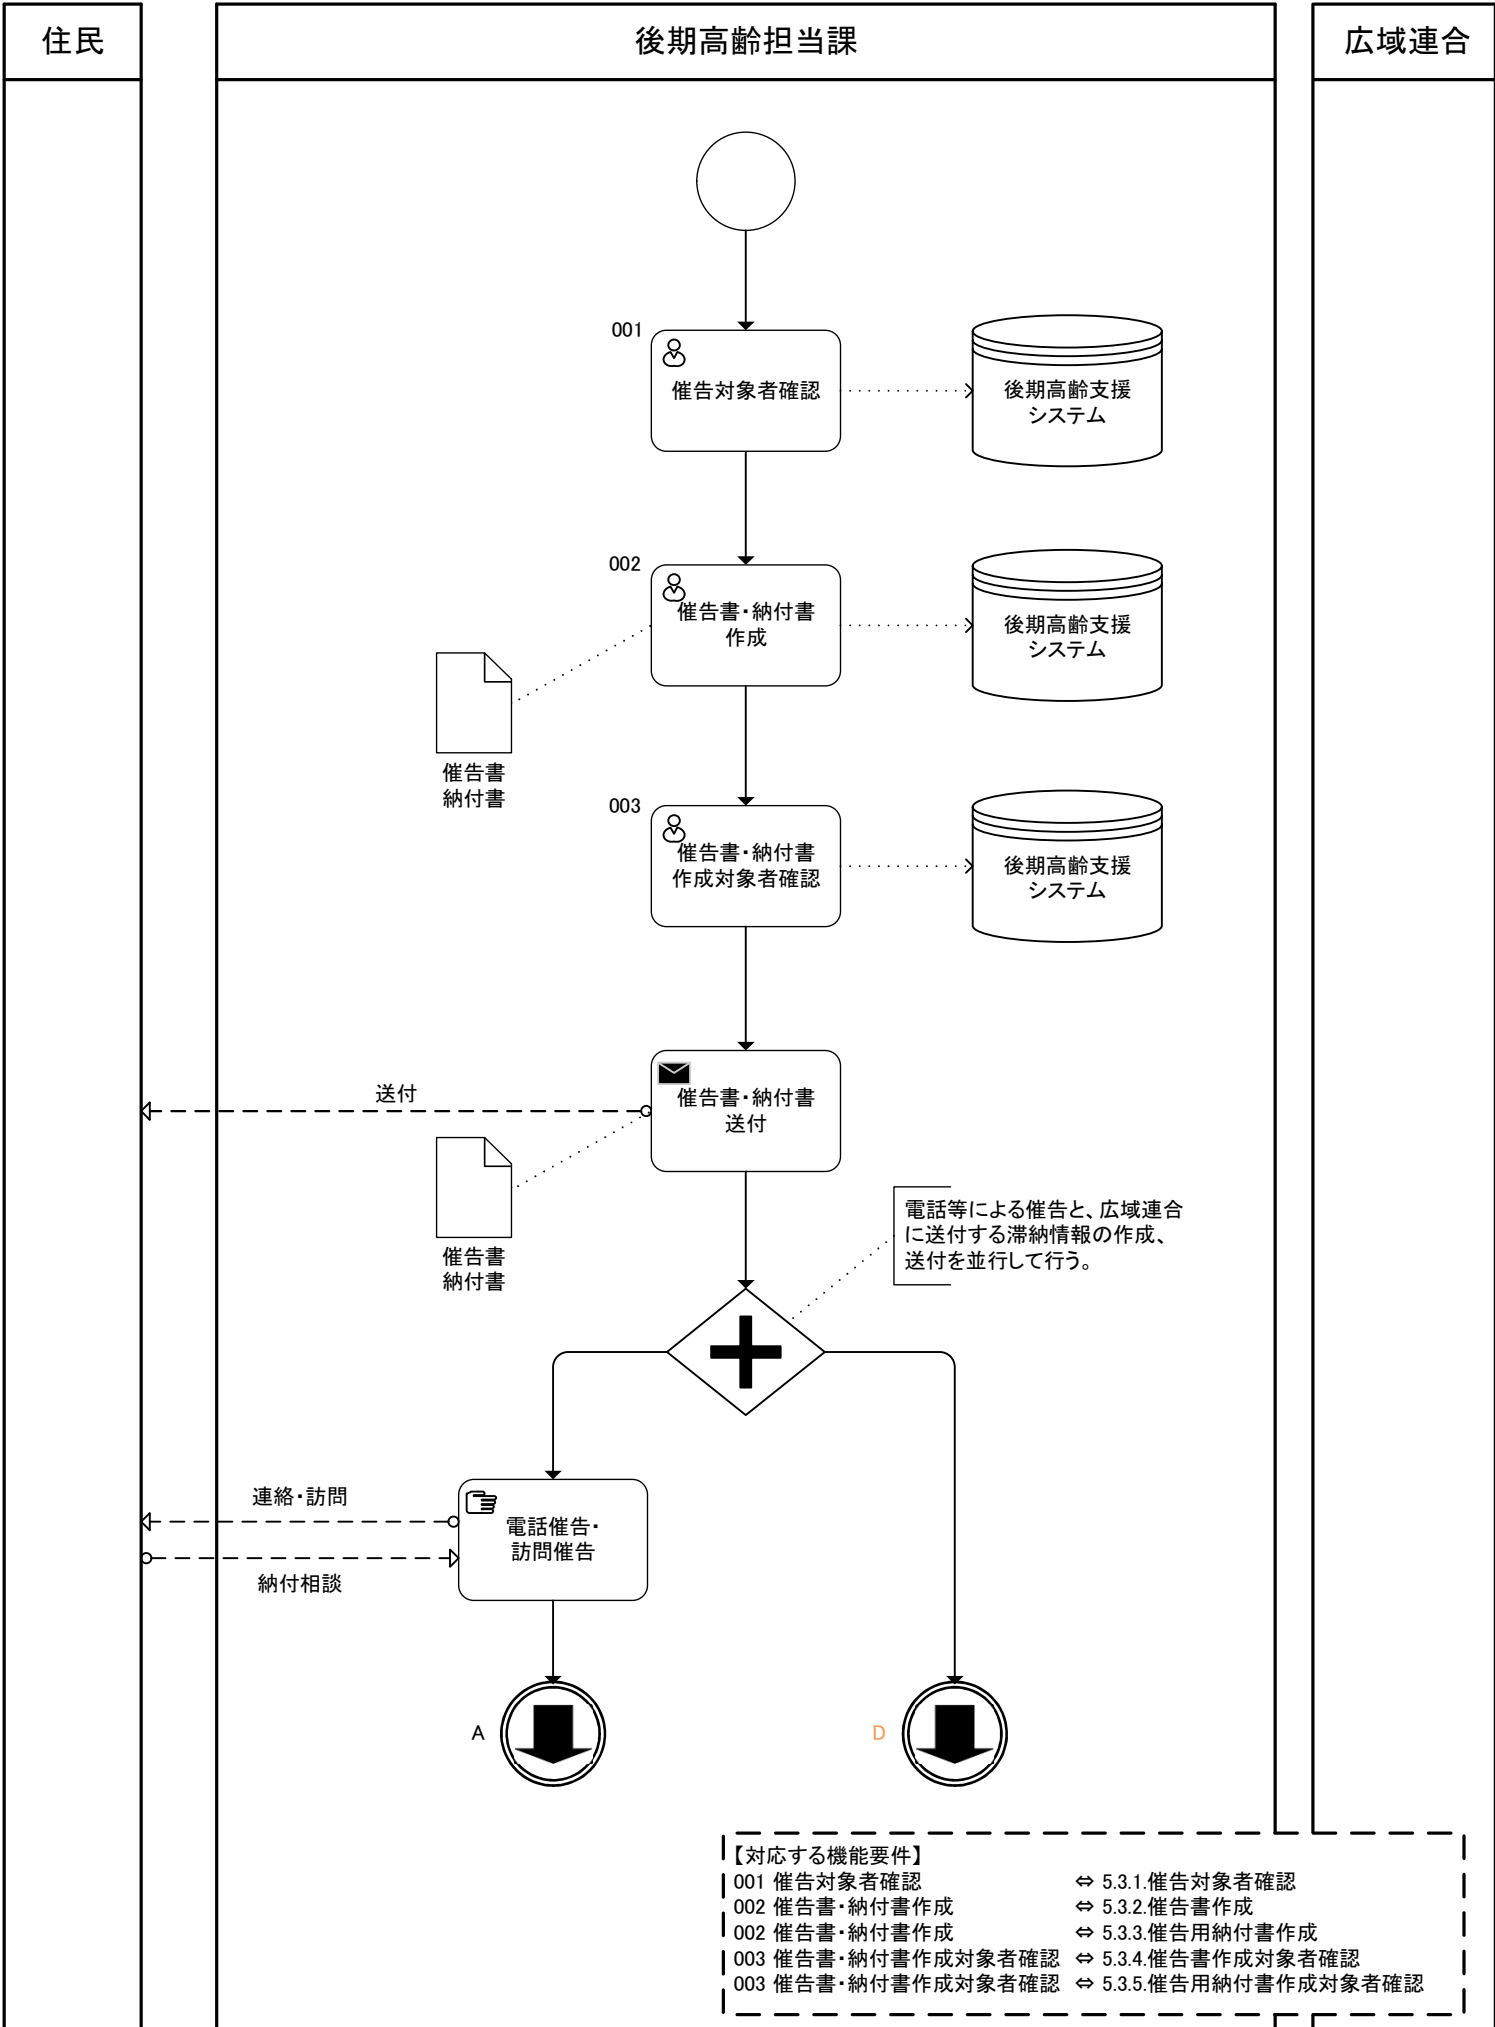 住民
後期高齢担当課
広域連合
001
催告対象者確認
後期高齢支援
システム
002
催告書・納付書
作成
後期高齢支援
システム
催告書
納付書
003
催告書・納付書
作成対象者確認
後期高齢支援
システム
送付
催告書・納付書
送付
催告書
納付書
電話等による催告と、広域連合
に送付する滞納情報の作成、
送付を並行して行う。
連絡・訪問
電話催告・
訪問催告
納付相談
A
D
【対応する機能要件】
001 催告対象者確認 ⇔ 5.3.1.催告対象者確認
002 催告書・納付書作成 ⇔ 5.3.2.催告書作成
002 催告書・納付書作成 ⇔ 5.3.3.催告用納付書作成
003 催告書・納付書作成対象者確認 ⇔ 5.3.4.催告書作成対象者確認
003 催告書・納付書作成対象者確認 ⇔ 5.3.5.催告用納付書作成対象者確認